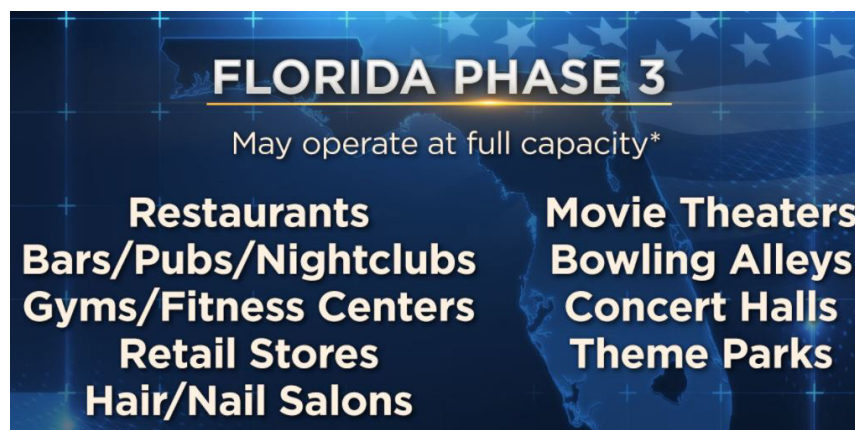 FLORIDA PHASE 3
May operate at full capacity*
Restaurants
Bars/Pubs/Nightclubs
Gyms/Fitness Centers
Retail Stores
Hair/Nail Salons
Movie Theaters
Bowling Alleys
Concert Halls
Theme Parks